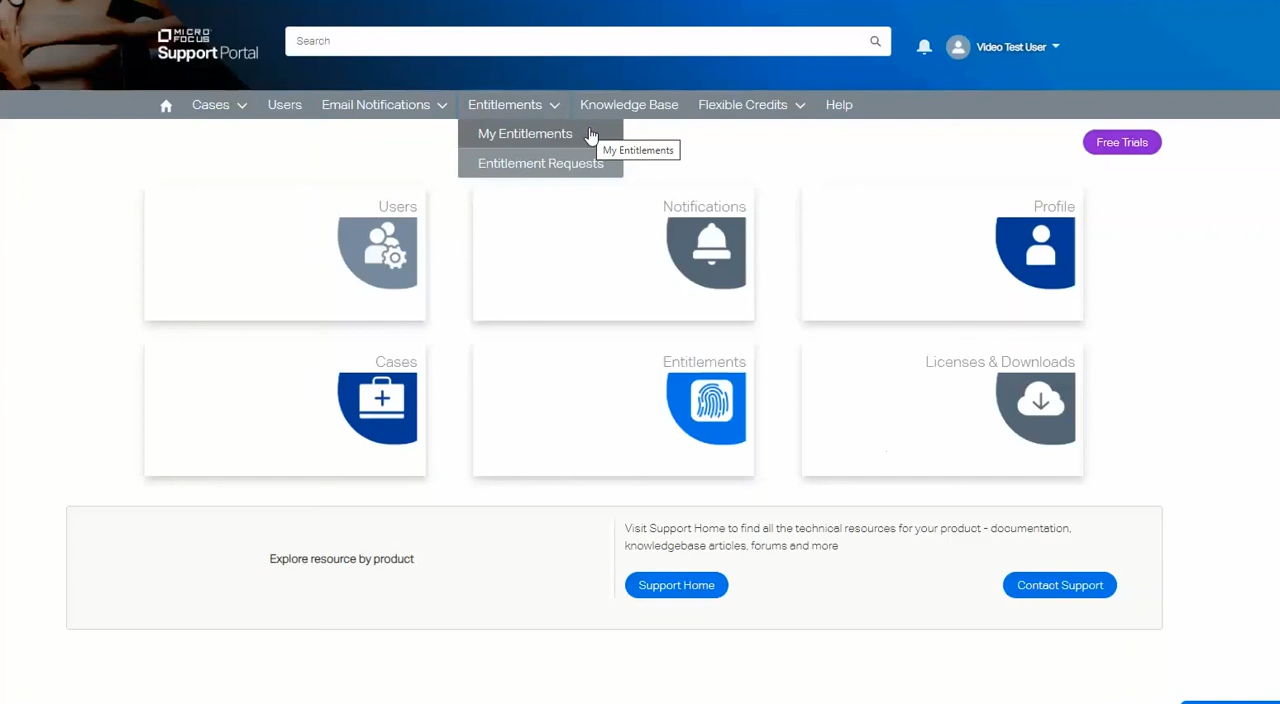 MICRO
FOCUS
Support Portal
Search
Video Test User
Cases
Users
Email Notifications
Entitlements
Knowledge Base
Flexible Credits
Help
My Entitlements
My Entitlements
Entitlement Requests
Free Trials
Users
Notifications
Profile
Cases
Entitlements
Licenses & Downloads
Explore resource by product
Visit Support Home to find all the technical resources for your product - documentation,
knowledgebase articles, forums and more
Support Home
Contact Support